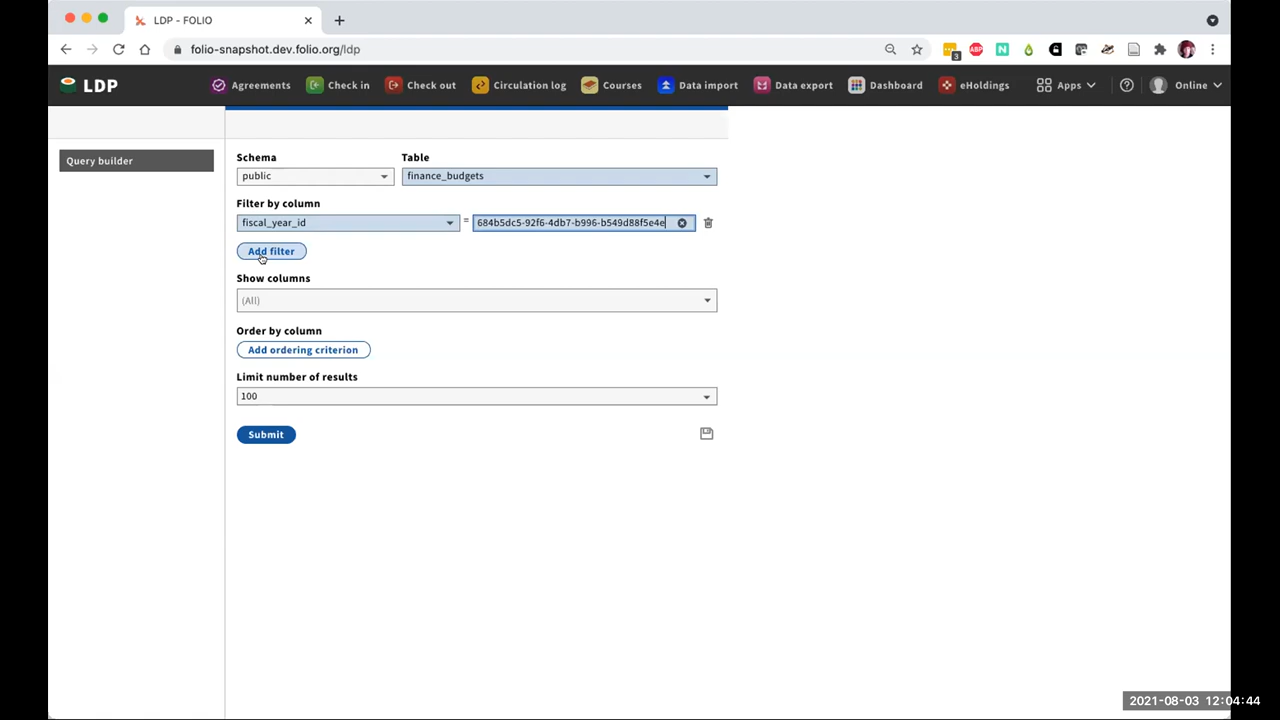 LDP - FOLIO
folio-snapshot.dev.folio.org/ldp
3
ABP
N
LDP
Agreements
Check in
Check out
Circulation log
Courses
Data import
Data export
Dashboard
eHoldings
Apps
Online
Query builder
Schema
Table
public
finance_budgets
Filter by column
fiscal_year_id
=
684b5dc5-92f6-4db7-b996-b549d88f5e4e
Add filter
Show columns
(All)
Order by column
Add ordering criterion
Limit number of results
100
Submit
2021-08-03 12:04:44